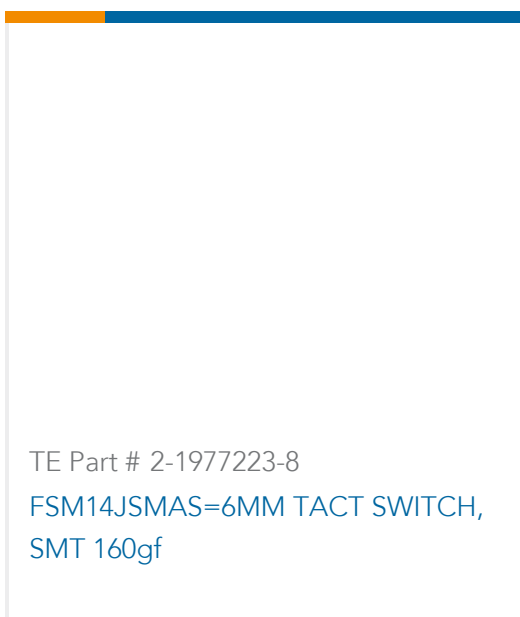 TE Part # 2-1977223-8
FSM14JSMAS=6MM TACT SWITCH,
SMT 160gf